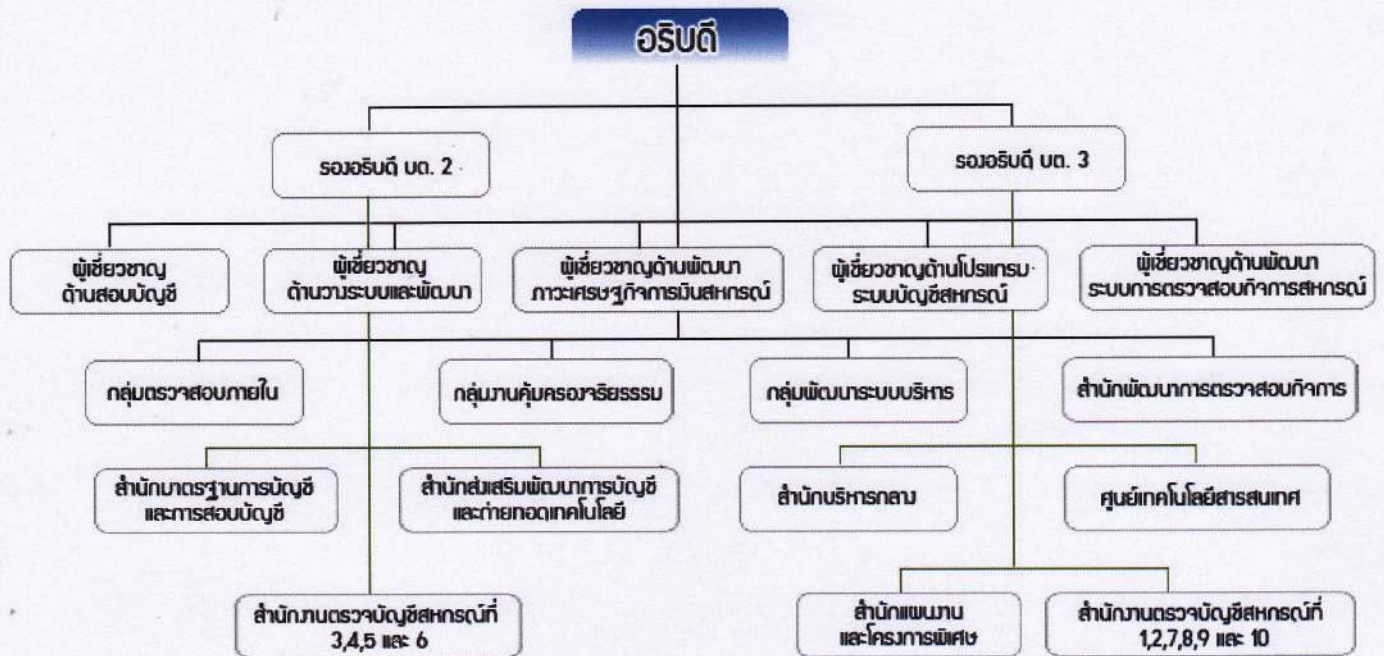 อธิบดี
รองอธิบดี บต. 2
รองอธิบดี บต. 3
ผู้เชี่ยวชาญ
ด้านสอบบัญชี
ผู้เชี่ยวชาญ
ด้านวางระบบและพัฒนา
ผู้เชี่ยวชาญด้านพัฒนา
ภาวะเศรษฐกิจการเงินสหกรณ์
ผู้เชี่ยวชาญด้านโปรแกรม
ระบบบัญชีสหกรณ์
ผู้เชี่ยวชาญด้านพัฒนา
ระบบการตรวจสอบกิจการสหกรณ์
กลุ่มตรวจสอบภายใน
กลุ่มงานคุ้มครองจริยธรรม
กลุ่มพัฒนาระบบบริหาร
สำนักพัฒนาการตรวจสอบกิจการ
สำนักมาตรฐานการบัญชี
และการสอบบัญชี
สำนักส่งเสริมพัฒนาการบัญชี
และถ่ายทอดเทคโนโลยี
สำนักบริหารกลาง
ศูนย์เทคโนโลยีสารสนเทศ
สำนักงานตรวจบัญชีสหกรณ์ที่
3,4,5 และ 6
สำนักแผนงาน
และโครงการพิเศษ
สำนักงานตรวจบัญชีสหกรณ์ที่
1,2,7,8,9 และ 10